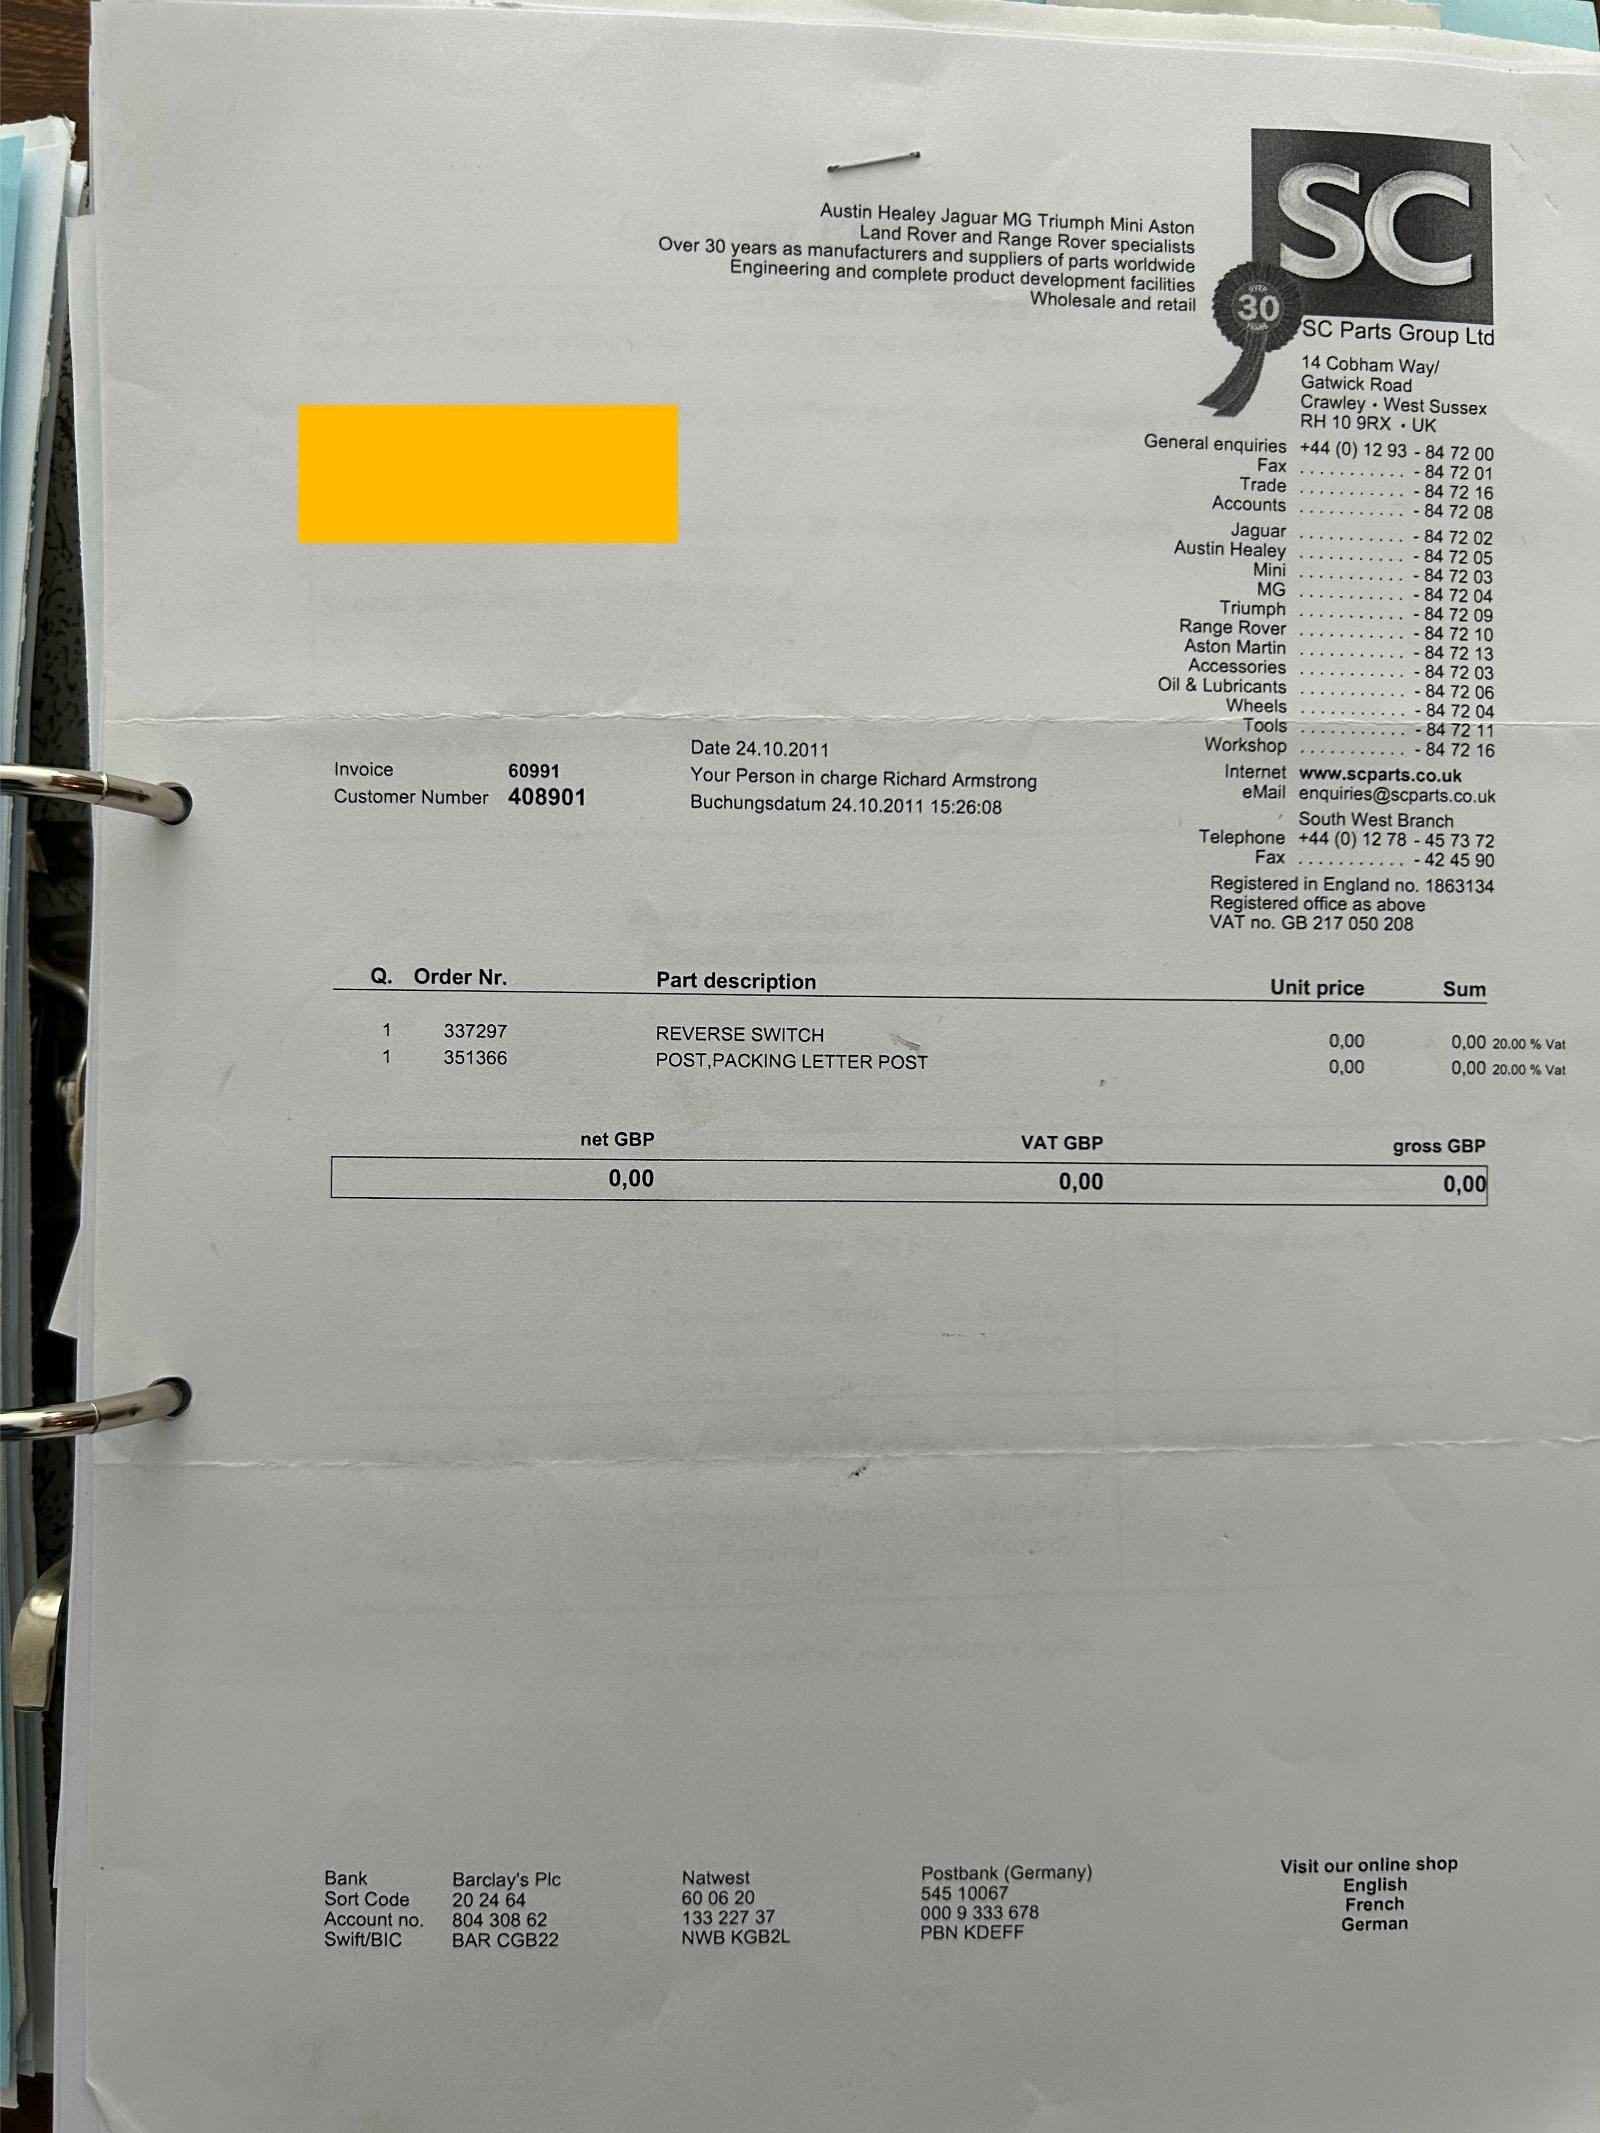 SC
Austin Healey Jaguar MG Triumph Mini Aston
Land Rover and Range Rover specialists
Over 30 years as manufacturers and suppliers of parts worldwide
Engineering and complete product development facilities
Wholesale and retail
OVER
30
YEARS
SC Parts Group Ltd
14 Cobham Way/
Gatwick Road
Crawley • West Sussex
RH 10 9RX • UK
General enquiries +44 (0) 12 93 - 84 72 00
Fax ........... - 84 72 01
Trade ........... - 84 72 16
Accounts ........... - 84 72 08
Jaguar ........... - 84 72 02
Austin Healey ........... - 84 72 05
Mini ........... - 84 72 03
MG ........... - 84 72 04
Triumph ........... - 84 72 09
Range Rover ........... - 84 72 10
Aston Martin ........... - 84 72 13
Accessories ........... - 84 72 03
Oil & Lubricants ........... - 84 72 06
Wheels ........... - 84 72 04
Tools ........... - 84 72 11
Workshop ........... - 84 72 16
Internet www.scparts.co.uk
eMail enquiries@scparts.co.uk
South West Branch
Telephone +44 (0) 12 78 - 45 73 72
Fax ........... - 42 45 90
Registered in England no. 1863134
Registered office as above
VAT no. GB 217 050 208
Date 24.10.2011
Invoice 60991 Your Person in charge Richard Armstrong
Customer Number 408901 Buchungsdatum 24.10.2011 15:26:08
Q. Order Nr. Part description Unit price Sum
1 337297 REVERSE SWITCH 0,00 0,00 20.00 % Vat
1 351366 POST,PACKING LETTER POST 0,00 0,00 20.00 % Vat
net GBP VAT GBP gross GBP
0,00 0,00 0,00
Bank Barclay's Plc Natwest Postbank (Germany)
Sort Code 20 24 64 60 06 20 545 10067
Account no. 804 308 62 133 227 37 000 9 333 678
Swift/BIC BAR CGB22 NWB KGB2L PBN KDEFF
Visit our online shop
English
French
German